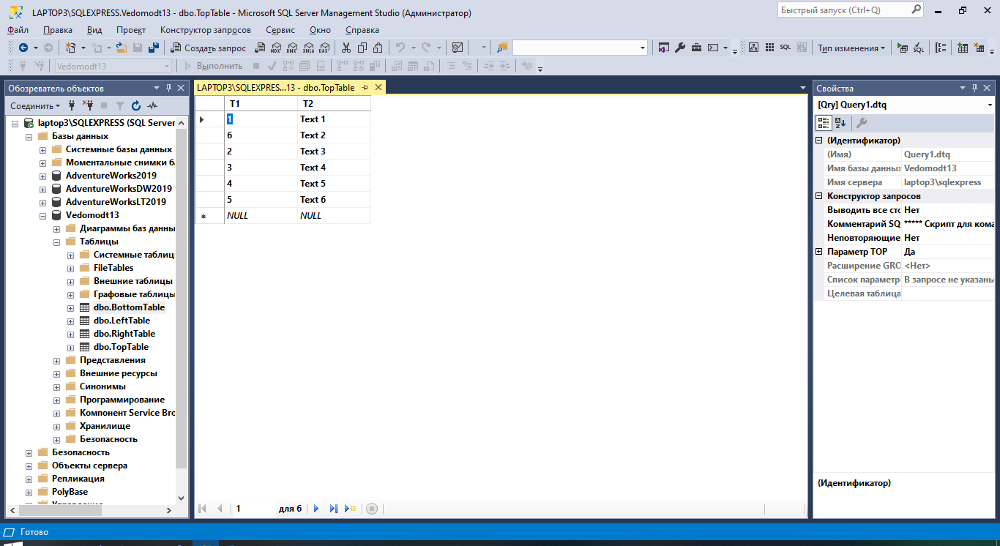 LAPTOP3\SQLEXPRESS.Vedomodt13 - dbo.TopTable - Microsoft SQL Server Management Studio (Администратор)
Быстрый запуск (Ctrl+Q)
Файл Правка Вид Проект Конструктор запросов Сервис Окно Справка
Создать запрос MDX DMX XMLA DAX SQL Тип изменения SQL
Vedomodt13 Выполнить
Обозреватель объектов
Соединить
laptop3\SQLEXPRESS (SQL Server
Базы данных
Системные базы данных
Моментальные снимки ба
AdventureWorks2019
AdventureWorksDW2019
AdventureWorksLT2019
Vedomodt13
Диаграммы баз данны
Таблицы
Системные таблиц
FileTables
Внешние таблицы
Графовые таблицы
dbo.BottomTable
dbo.LeftTable
dbo.RightTable
dbo.TopTable
Представления
Внешние ресурсы
Синонимы
Программирование
Компонент Service Bro
Хранилище
Безопасность
Безопасность
Объекты сервера
Репликация
PolyBase
Управление
LAPTOP3\SQLEXPRES...13 - dbo.TopTable
T1 T2
1 Text 1
6 Text 2
2 Text 3
3 Text 4
4 Text 5
5 Text 6
NULL NULL
1 для 6
Свойства
[Qry] Query1.dtq
(Идентификатор)
(Имя) Query1.dtq
Имя базы данны Vedomodt13
Имя сервера laptop3\sqlexpress
Конструктор запросов
Выводить все сто Нет
Комментарий SQ ***** Скрипт для кома
Неповторяющие Нет
Параметр TOP Да
Расширение GRO <Нет>
Список параметр В запросе не указаны
Целевая таблица
(Идентификатор)
Готово